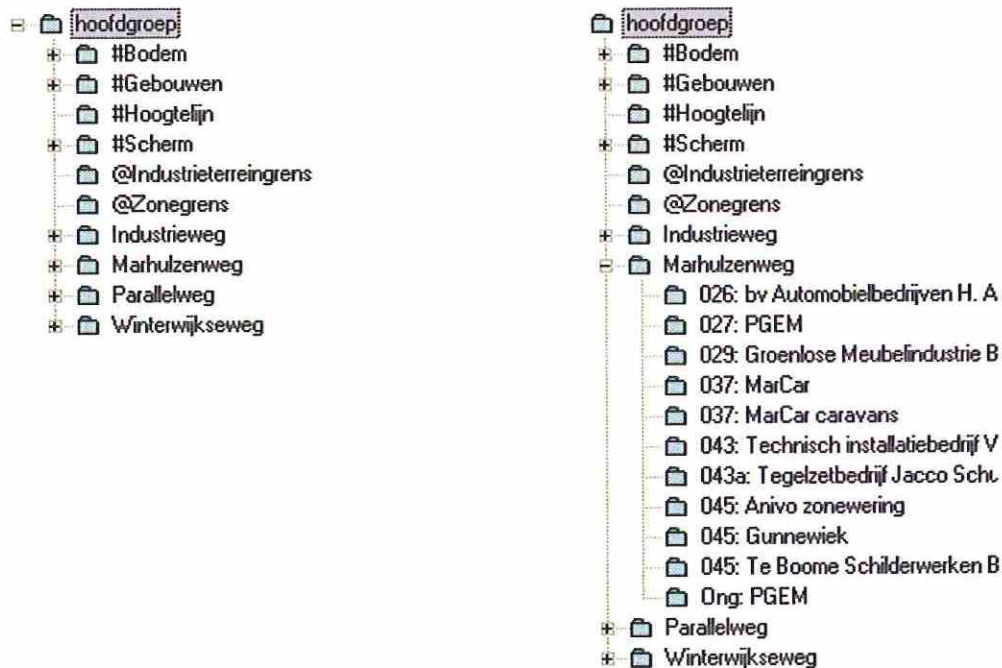 hoofdgroep
#Bodem
#Gebouwen
#Hoogtelijn
#Scherm
@Industrieterreingrens
@Zonegrens
Industrieweg
Marhulzenweg
Parallelweg
Winterwijkseweg
hoofdgroep
#Bodem
#Gebouwen
#Hoogtelijn
#Scherm
@Industrieterreingrens
@Zonegrens
Industrieweg
Marhulzenweg
026: bv Automobielbedrijven H. A
027: PGEM
029: Groenlose Meubelindustrie B
037: MarCar
037: MarCar caravans
043: Technisch installatiebedrijf V
043a: Tegelzetbedrijf Jacco Schu
045: Anivo zonewering
045: Gunnewiek
045: Te Boome Schilderwerken B
Ong: PGEM
Parallelweg
Winterwijkseweg